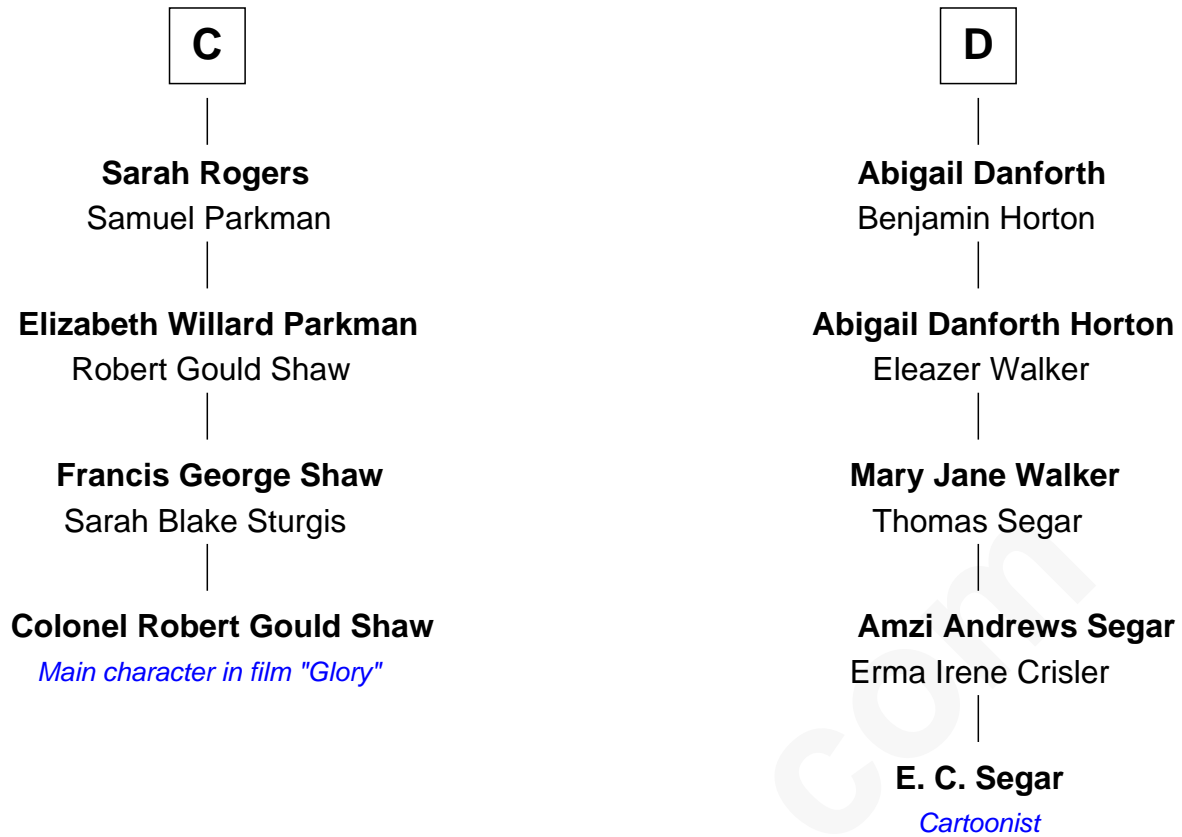 C
Sarah Rogers
Samuel Parkman
Elizabeth Willard Parkman
Robert Gould Shaw
Francis George Shaw
Sarah Blake Sturgis
Colonel Robert Gould Shaw
Main character in film "Glory"
D
Abigail Danforth
Benjamin Horton
Abigail Danforth Horton
Eleazer Walker
Mary Jane Walker
Thomas Segar
Amzi Andrews Segar
Erma Irene Crisler
E. C. Segar
Cartoonist
com